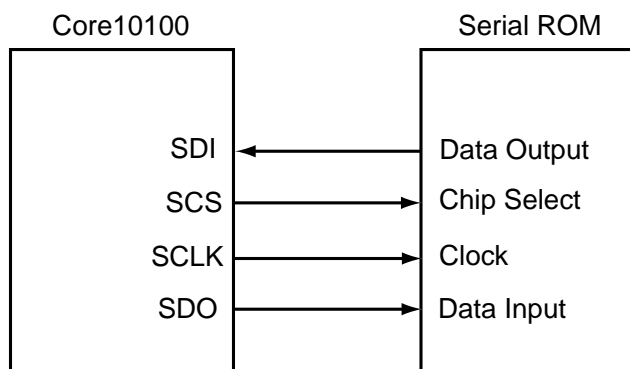 Core10100 Serial ROM
SDI Data Output
SCS Chip Select
SCLK Clock
SDO Data Input